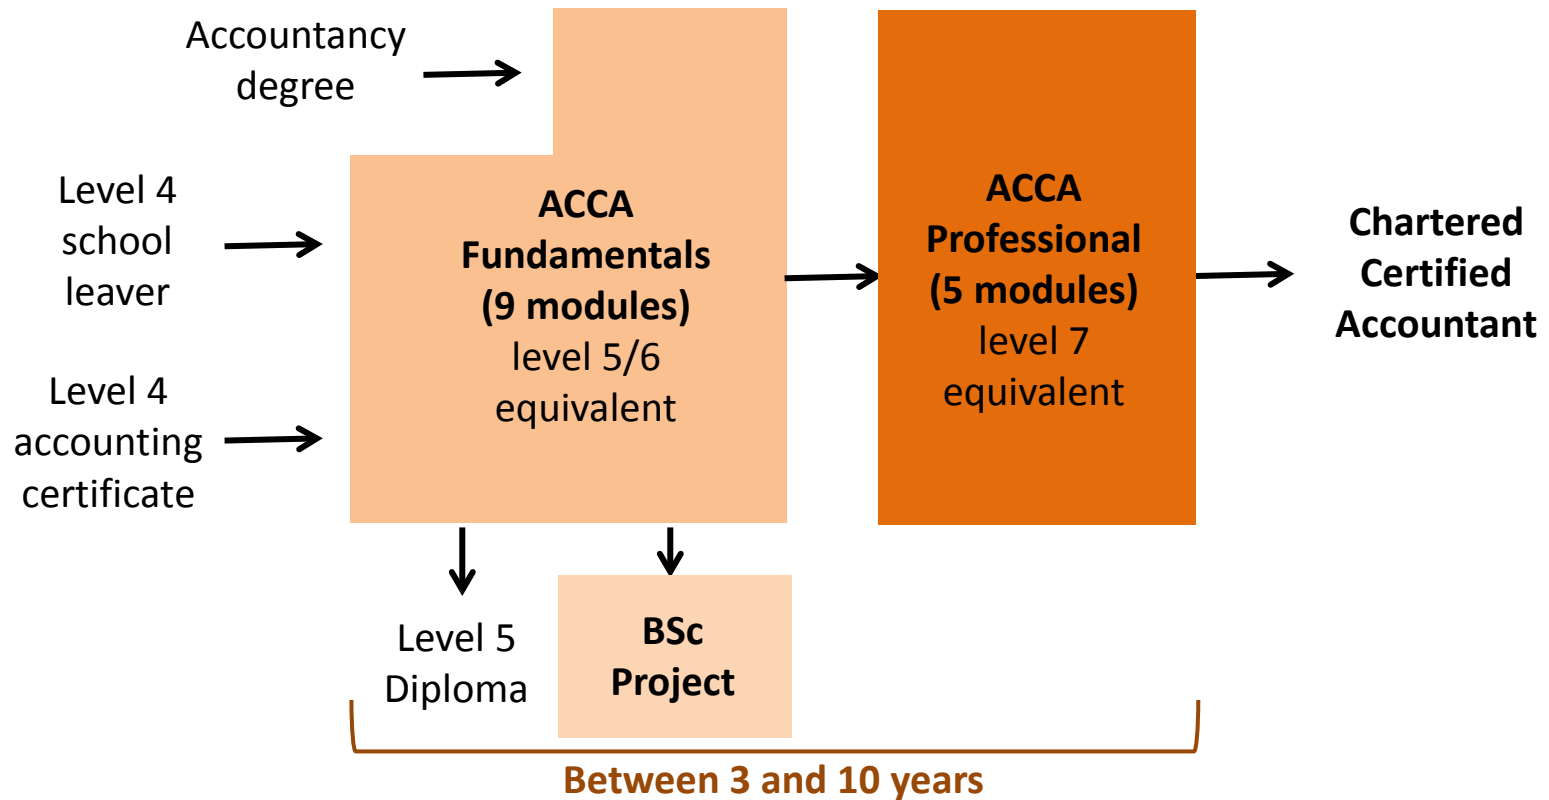 Accountancy
degree
Level 4
school
leaver
Level 4
accounting
certificate
ACCA
Fundamentals
(9 modules)
level 5/6
equivalent
ACCA
Professional
(5 modules)
level 7
equivalent
Chartered
Certified
Accountant
Level 5
Diploma
BSc
Project
Between 3 and 10 years